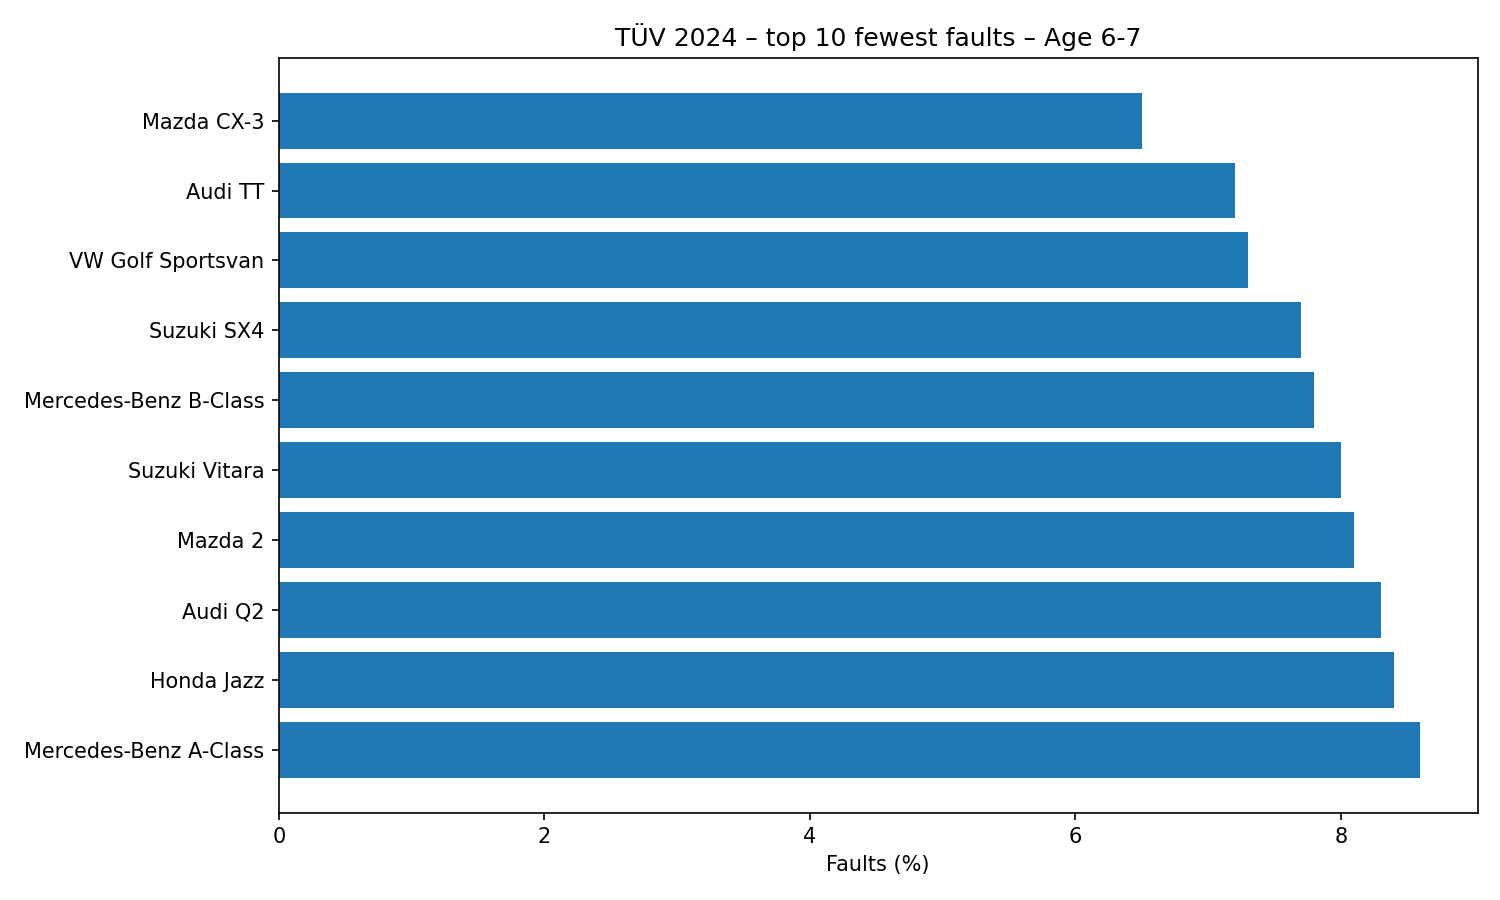 TÜV 2024 – top 10 fewest faults – Age 6-7
Mazda CX-3
Audi TT
VW Golf Sportsvan
Suzuki SX4
Mercedes-Benz B-Class
Suzuki Vitara
Mazda 2
Audi Q2
Honda Jazz
Mercedes-Benz A-Class
0 2 4 6 8
Faults (%)